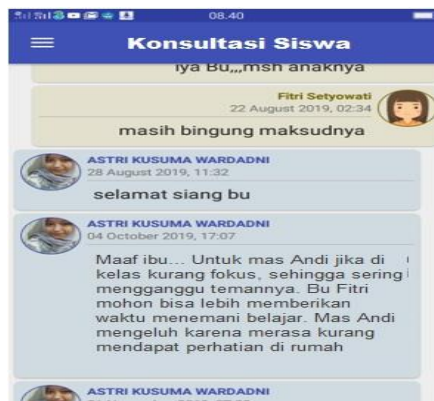 08.40
Konsultasi Siswa
iya Bu,,,msh anaknya
Fitri Setyowati
22 August 2019, 02:34
masih bingung maksudnya
ASTRI KUSUMA WARDADNI
28 August 2019, 11:32
selamat siang bu
ASTRI KUSUMA WARDADNI
04 October 2019, 17:07
Maaf ibu... Untuk mas Andi jika di
kelas kurang fokus, sehingga sering
mengganggu temannya. Bu Fitri
mohon bisa lebih memberikan
waktu menemani belajar. Mas Andi
mengeluh karena merasa kurang
mendapat perhatian di rumah
ASTRI KUSUMA WARDADNI